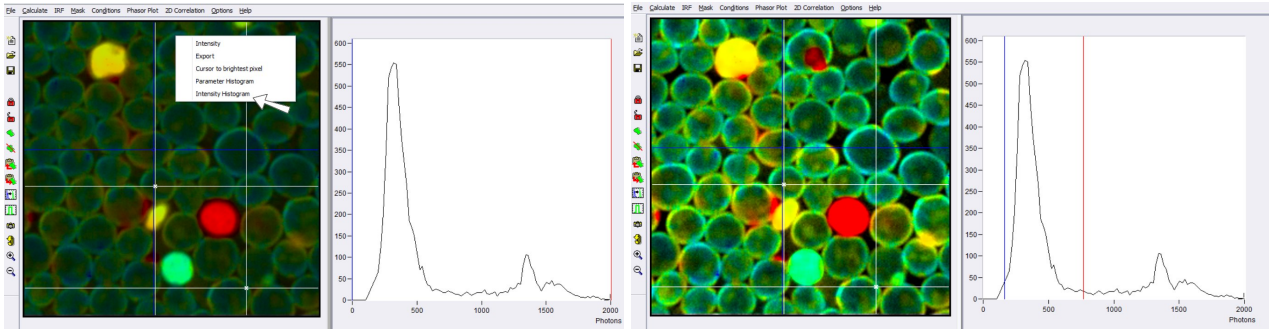 File Calculate IRF Mask Conditions Phasor Plot 2D Correlation Options Help
Intensity
Export
Cursor to brightest pixel
Parameter Histogram
Intensity Histogram
600
550
500
450
400
350
300
250
200
150
100
50
0
0 500 1000 1500 2000
Photons
File Calculate IRF Mask Conditions Phasor Plot 2D Correlation Options Help
600
550
500
450
400
350
300
250
200
150
100
50
0
0 500 1000 1500 2000
Photons